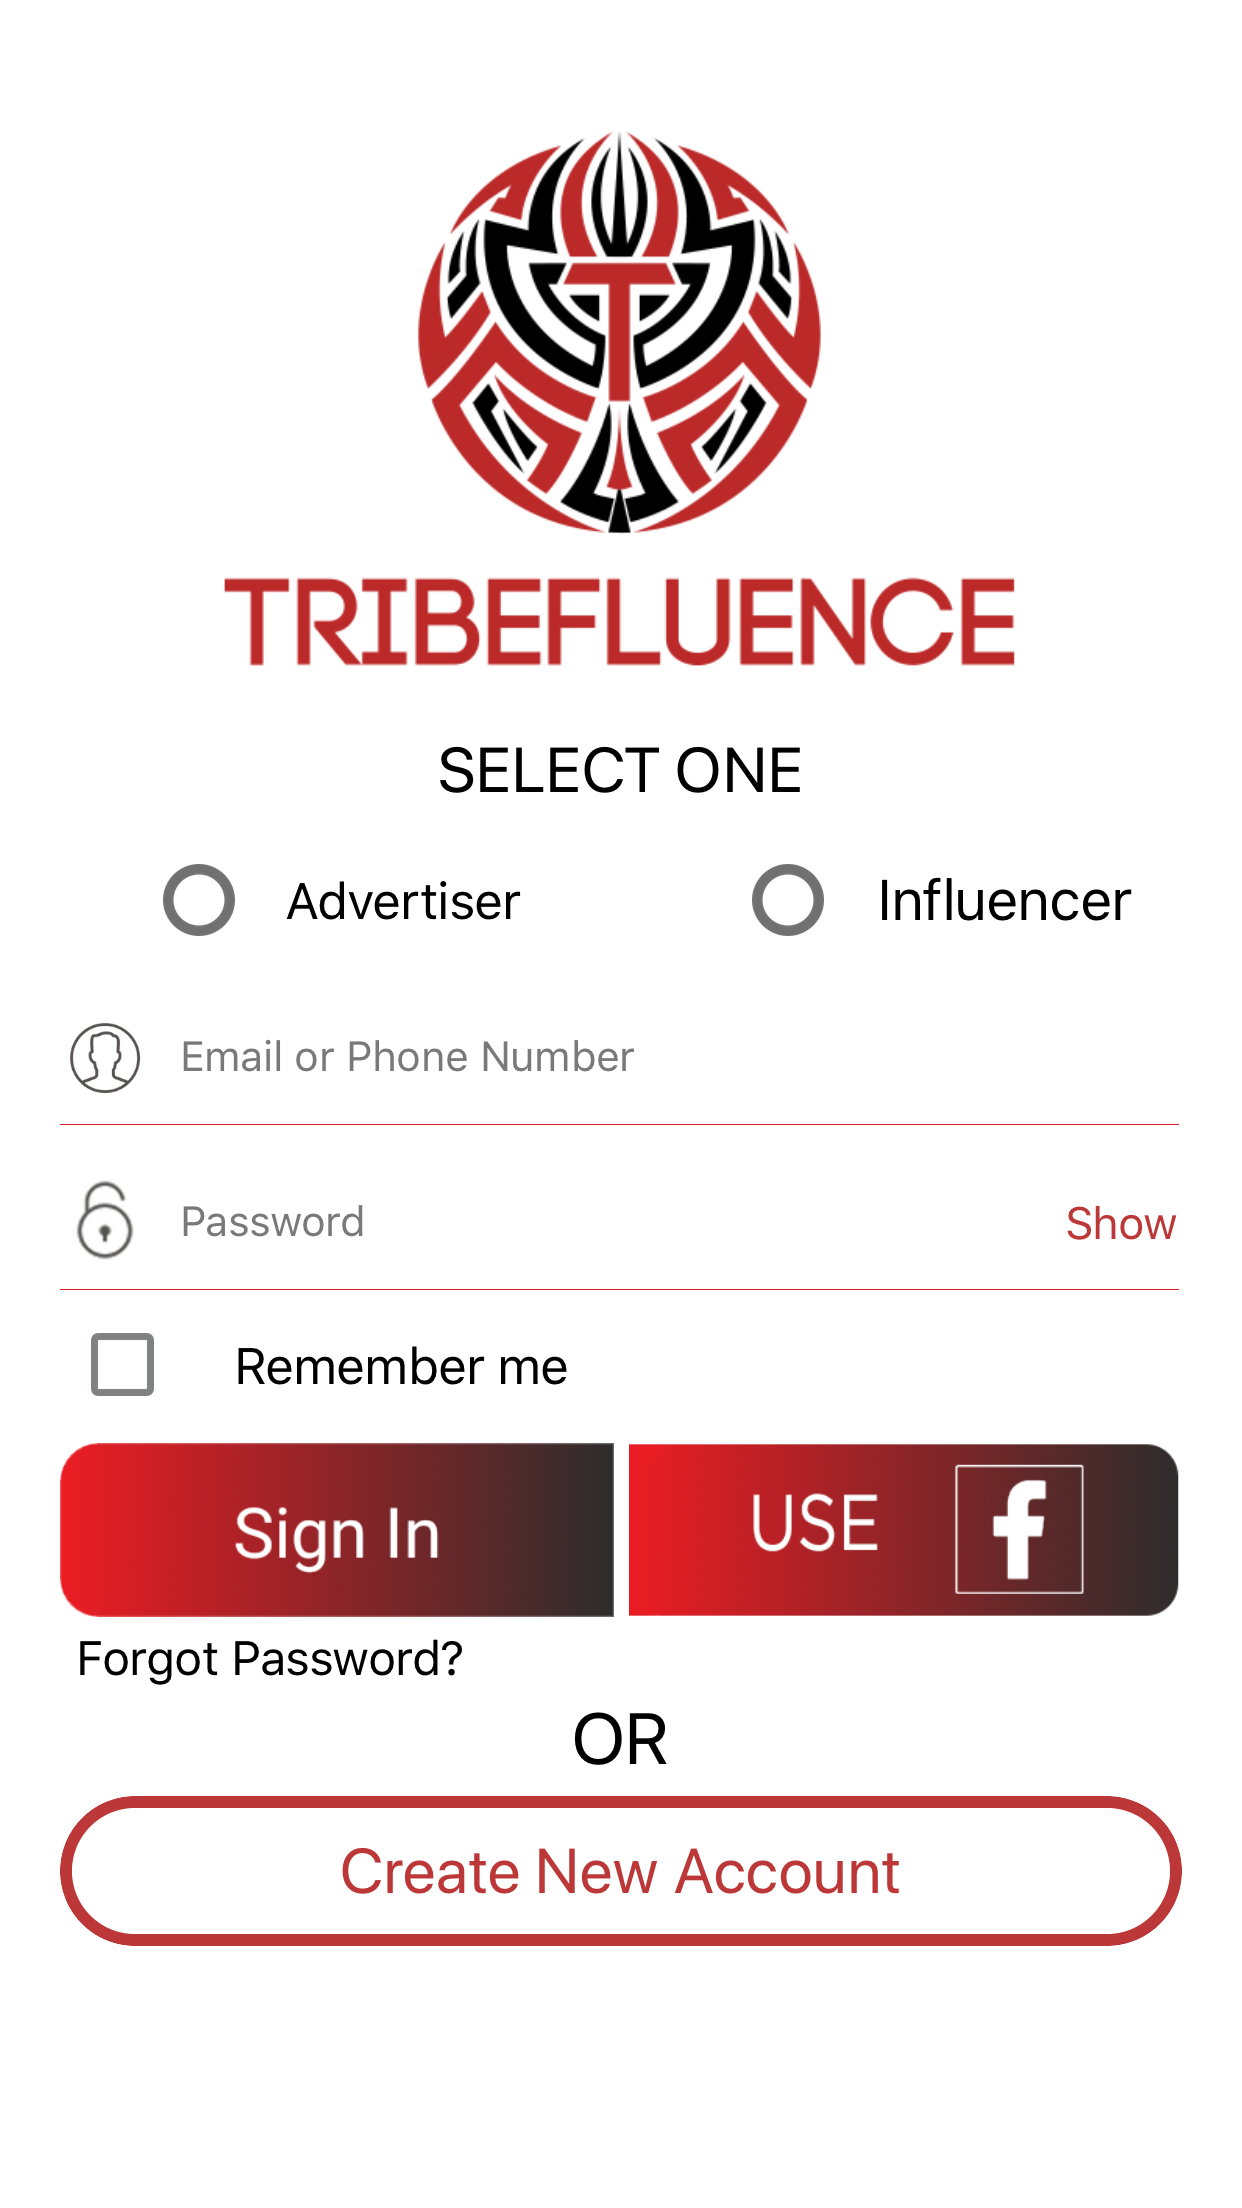 T
TRIBEFLUENCE
SELECT ONE
Advertiser Influencer
Email or Phone Number
Password Show
Remember me
Sign In USE f
Forgot Password?
OR
Create New Account